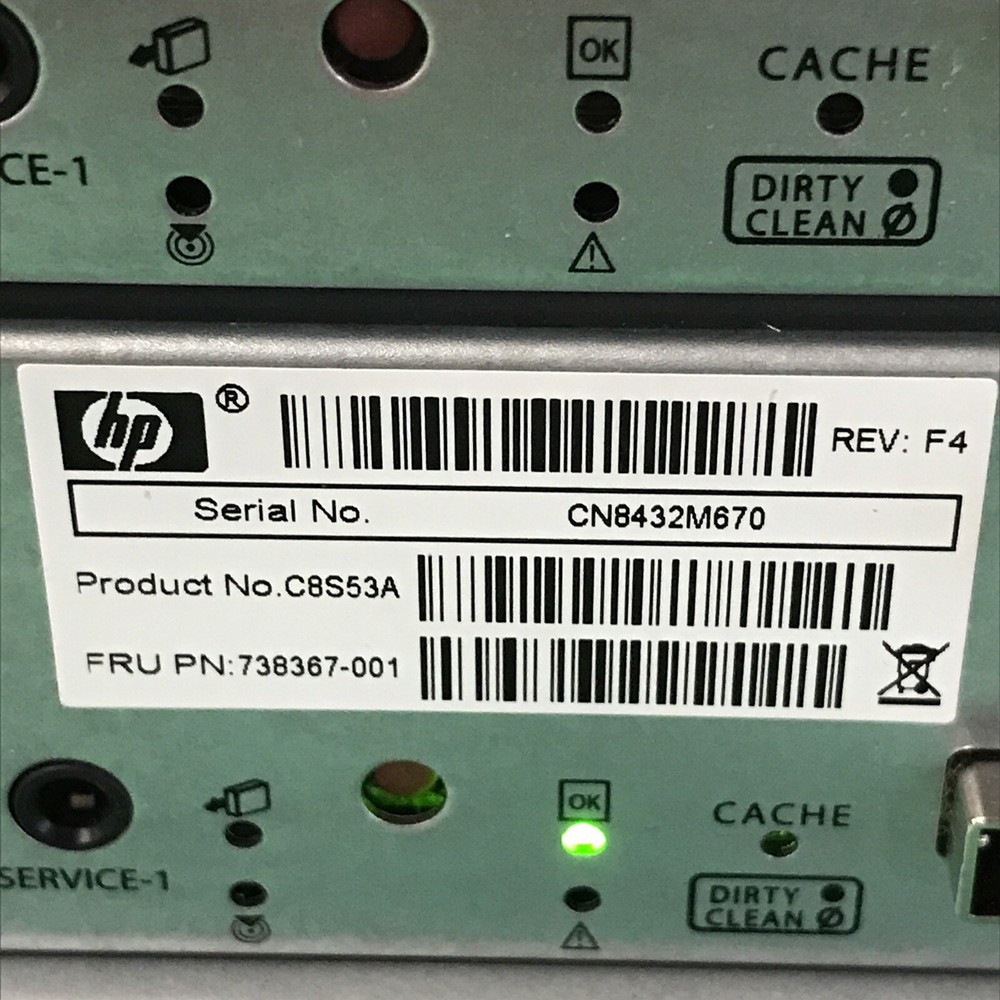 OK
CACHE
CE-1
DIRTY
CLEAN
hp ®
REV: F4
Serial No. CN8432M670
Product No.C8S53A
FRU PN:738367-001
OK
CACHE
SERVICE-1
DIRTY
CLEAN